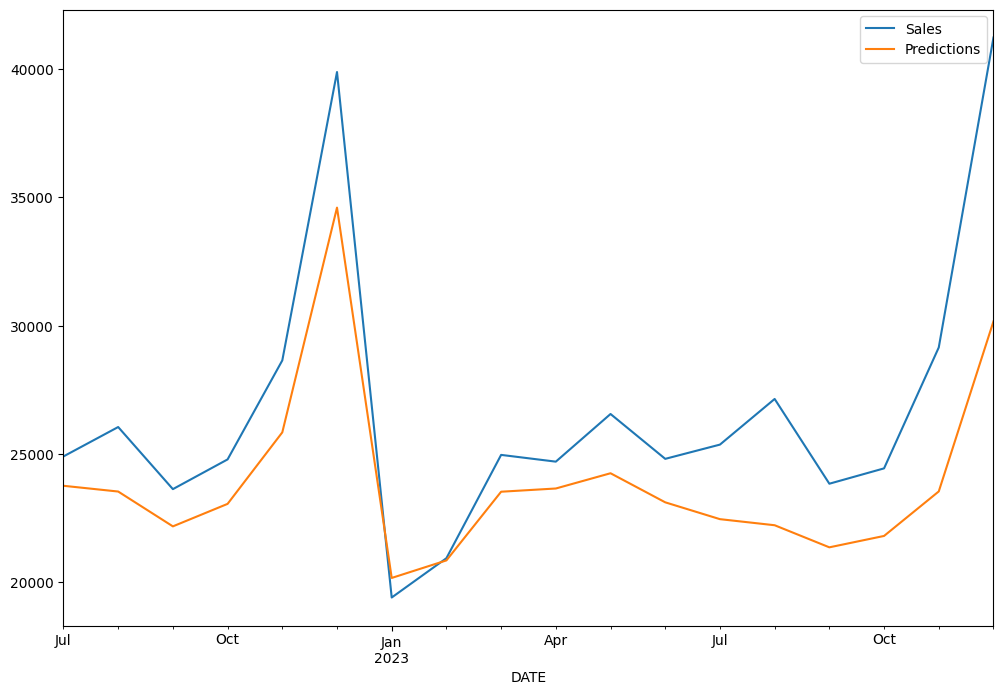 Sales
Predictions
40000
35000
30000
25000
20000
Jul
Oct
Jan
2023
Apr
Jul
Oct
DATE